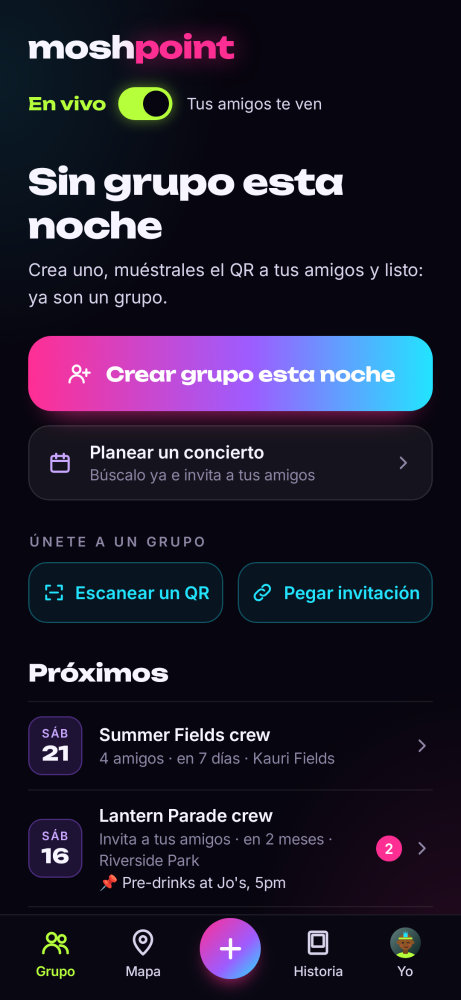 moshpoint
En vivo Tus amigos te ven
Sin grupo esta
noche
Crea uno, muéstrales el QR a tus amigos y listo:
ya son un grupo.
Crear grupo esta noche
Planear un concierto
Búscalo ya e invita a tus amigos
ÚNETE A UN GRUPO
Escanear un QR
Pegar invitación
Próximos
SÁB
21
Summer Fields crew
4 amigos · en 7 días · Kauri Fields
SÁB
16
Lantern Parade crew
Invita a tus amigos · en 2 meses ·
Riverside Park
📌 Pre-drinks at Jo's, 5pm
2
Grupo
Mapa
Historia
Yo